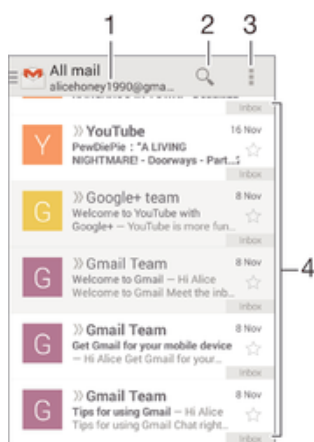 1 2 3
All mail
alicehoney1990@gma...
Inbox
Y »YouTube 16 Nov
PewDiePie : "A LIVING
NIGHTMARE! - Doorways - Part...
Inbox
G »Google+ team 8 Nov
Welcome to YouTube with
Google+ – YouTube is more fun...
Inbox
G »Gmail Team 8 Nov
Welcome to Gmail – Hi Alice
Welcome to Gmail Meet the inb...
Inbox
4
G »Gmail Team 8 Nov
Get Gmail for your mobile device
– Hi Alice Get Gmail for your...
Inbox
G »Gmail Team 8 Nov
Tips for using Gmail – Hi Alice
Tips for using Gmail Chat right...
Inbox